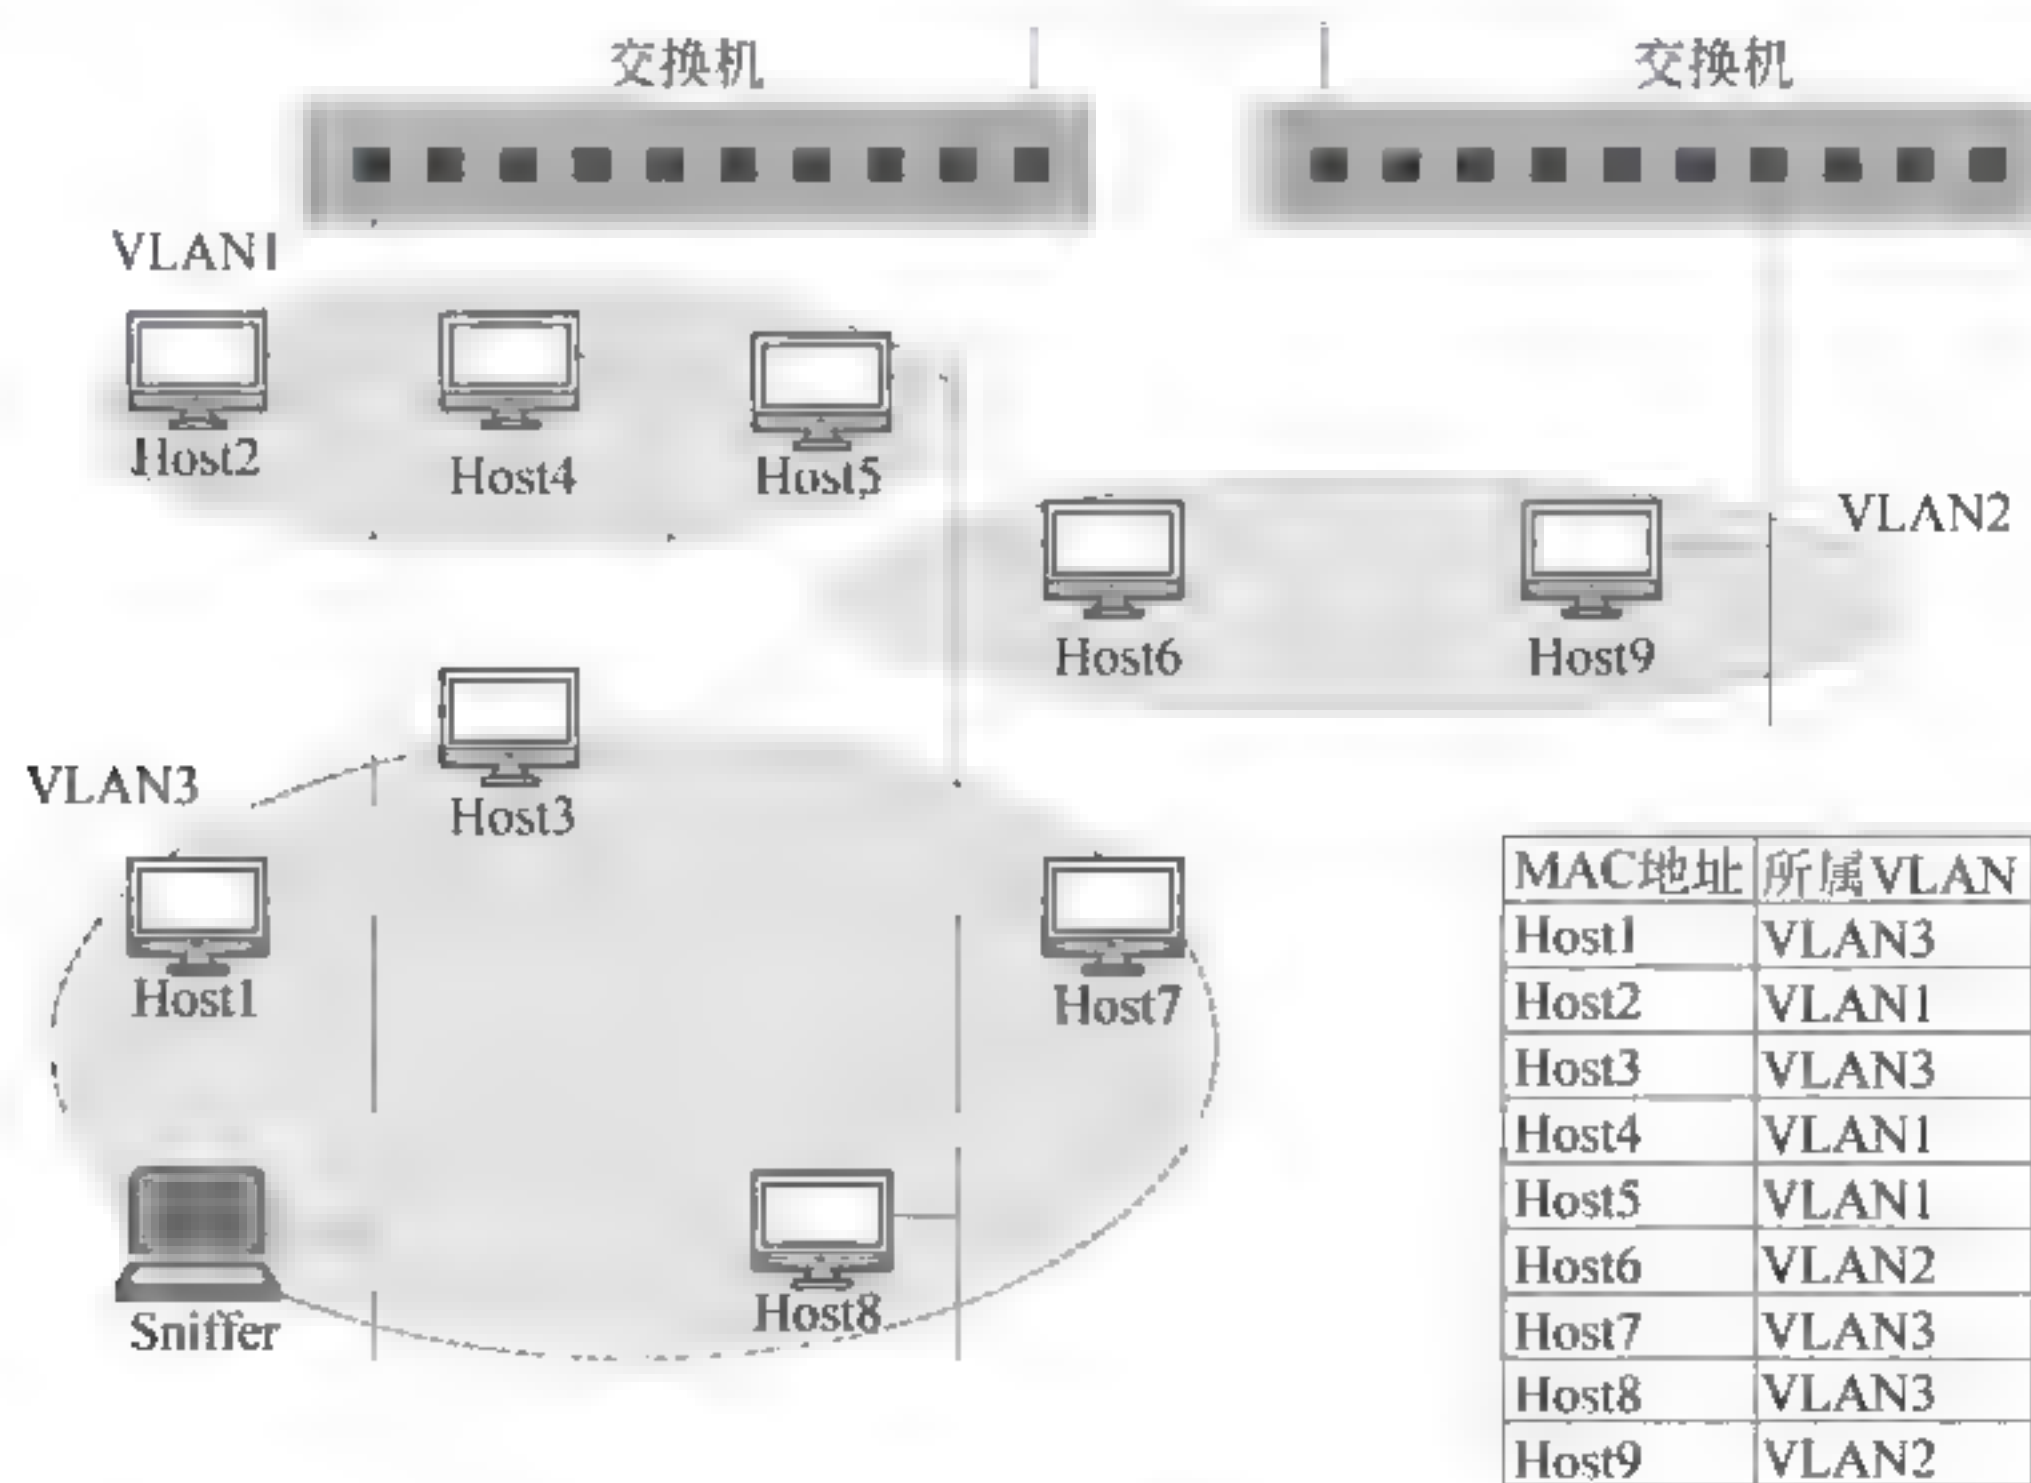 交换机
交换机
VLAN1
Host2
Host4
Host5
VLAN2
Host6
Host9
Host3
VLAN3
Host1
Host7
Sniffer
Host8
MAC地址 所属VLAN
Host1 VLAN3
Host2 VLAN1
Host3 VLAN3
Host4 VLAN1
Host5 VLAN1
Host6 VLAN2
Host7 VLAN3
Host8 VLAN3
Host9 VLAN2